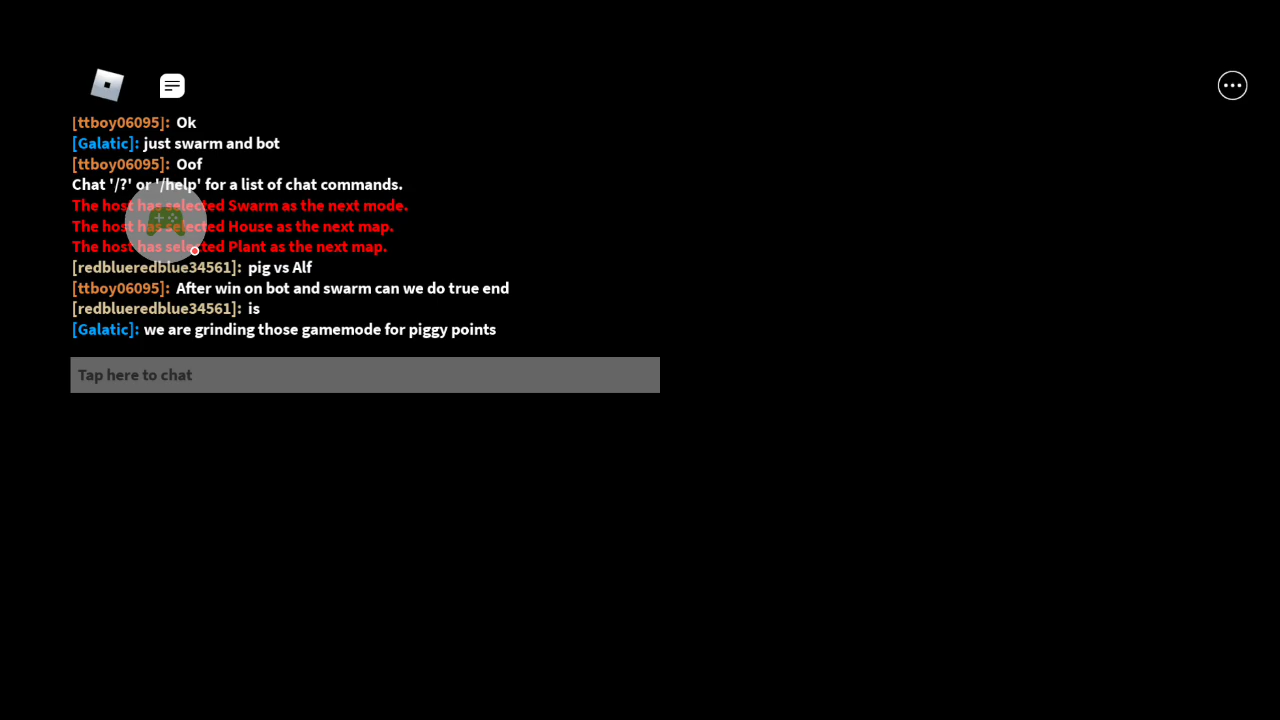 [ttboy06095]: Ok
[Galatic]: just swarm and bot
[ttboy06095]: Oof
Chat '/?' or '/help' for a list of chat commands.
The host has selected Swarm as the next mode.
The host has selected House as the next map.
The host has selected Plant as the next map.
[redblueredblue34561]: pig vs Alf
[ttboy06095]: After win on bot and swarm can we do true end
[redblueredblue34561]: is
[Galatic]: we are grinding those gamemode for piggy points
Tap here to chat